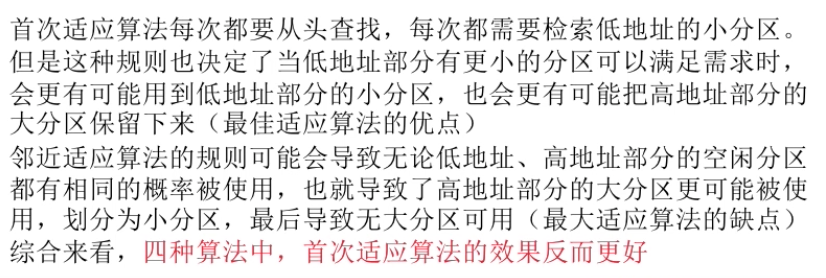 首次适应算法每次都要从头查找，每次都需要检索低地址的小分区。
但是这种规则也决定了当低地址部分有更小的分区可以满足需求时，
会更有可能用到低地址部分的小分区，也会更有可能把高地址部分的
大分区保留下来（最佳适应算法的优点）
邻近适应算法的规则可能会导致无论低地址、高地址部分的空闲分区
都有相同的概率被使用，也就导致了高地址部分的大分区更可能被使
用，划分为小分区，最后导致无大分区可用（最大适应算法的缺点）
综合来看，四种算法中，首次适应算法的效果反而更好